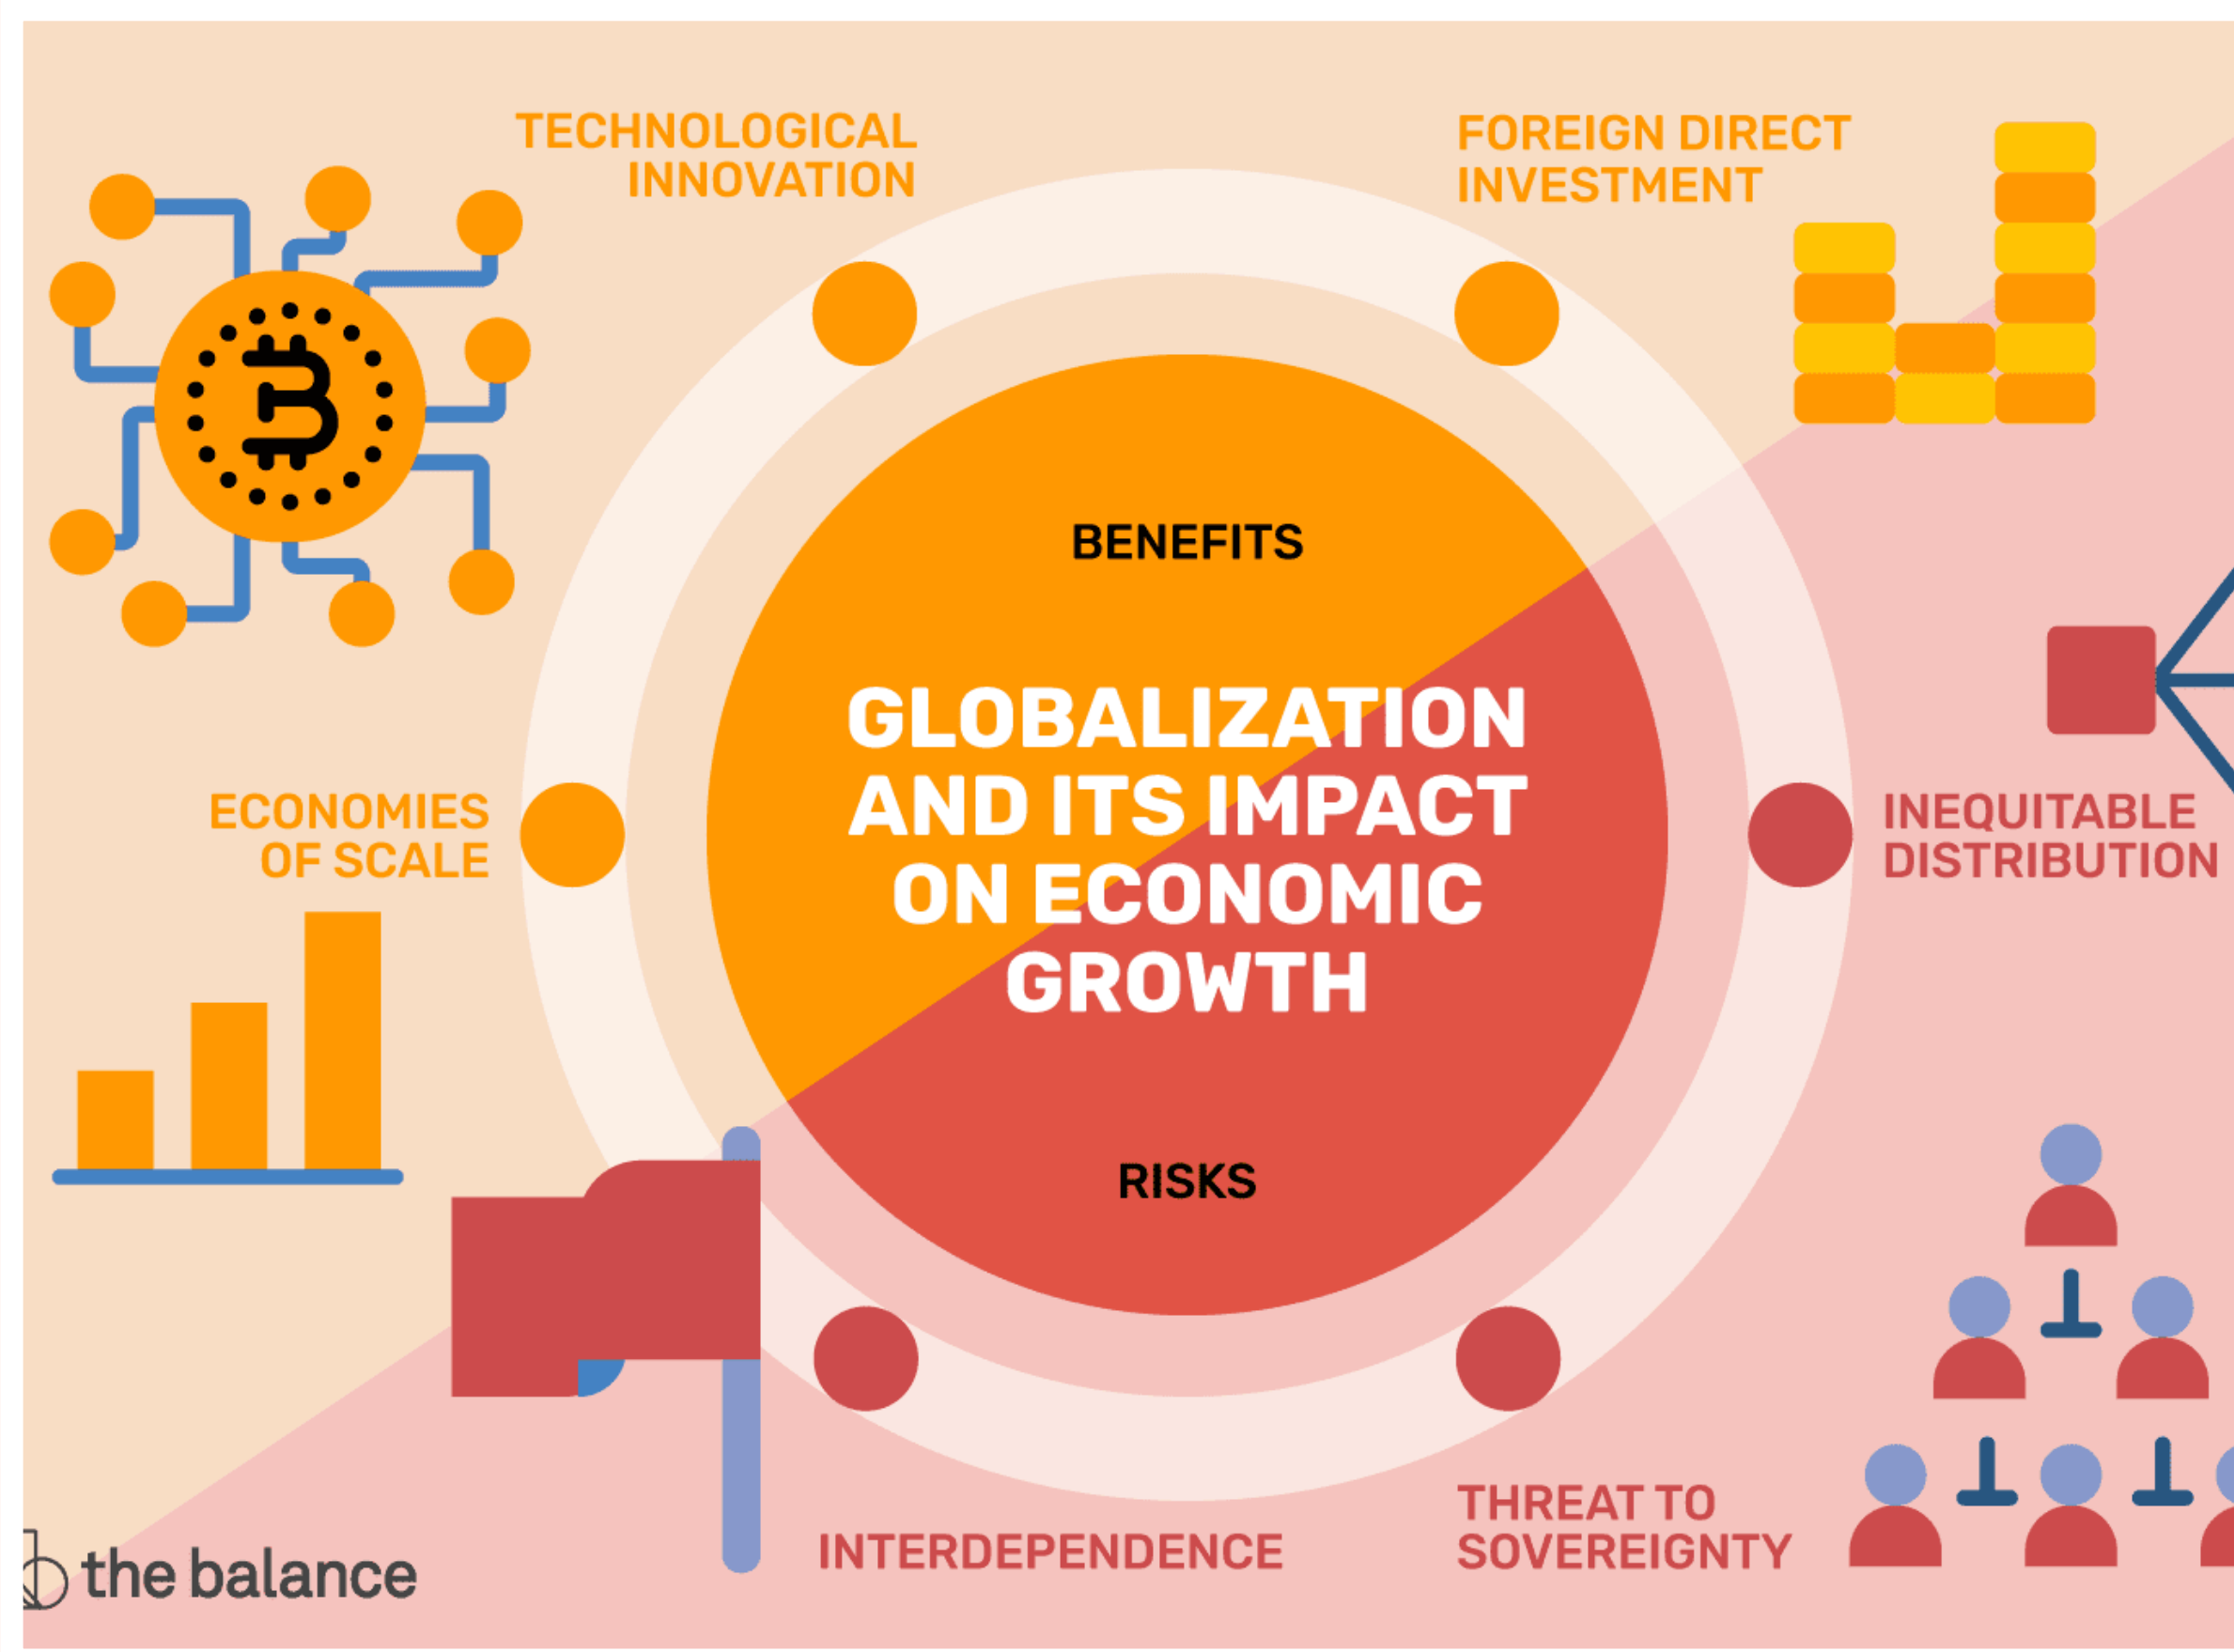 TECHNOLOGICAL
INNOVATION
FOREIGN DIRECT
INVESTMENT
BENEFITS
GLOBALIZATION
AND ITS IMPACT
ON ECONOMIC
GROWTH
ECONOMIES
OF SCALE
INEQUITABLE
DISTRIBUTION
RISKS
INTERDEPENDENCE
THREAT TO
SOVEREIGNTY
the balance